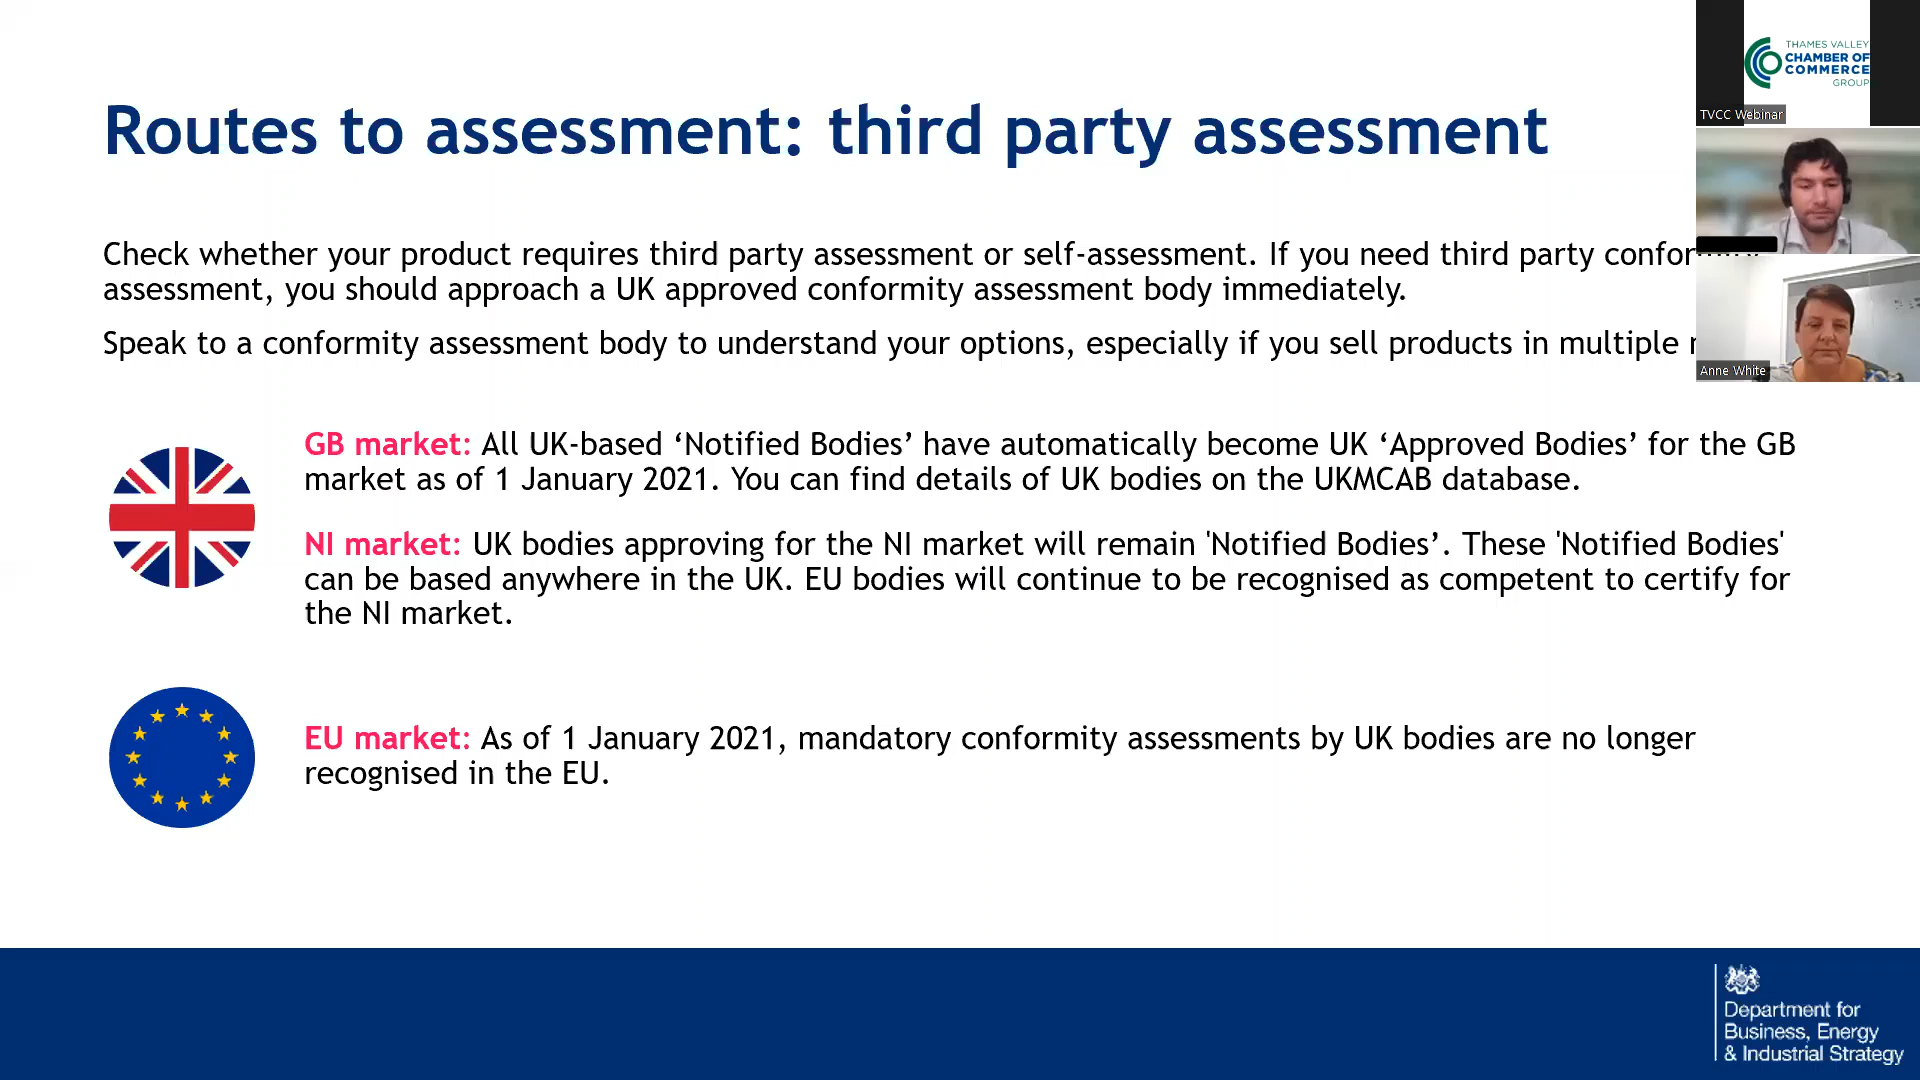 THAMES VALLEY
CHAMBER OF
COMMERCE
GROUP
TVCC Webinar
Routes to assessment: third party assessment
Check whether your product requires third party assessment or self-assessment. If you need third party
assessment, you should approach a UK approved conformity assessment body immediately.
Speak to a conformity assessment body to understand your options, especially if you sell products in multiple
Anne White
GB market: All UK-based ‘Notified Bodies’ have automatically become UK ‘Approved Bodies’ for the GB
market as of 1 January 2021. You can find details of UK bodies on the UKMCAB database.
NI market: UK bodies approving for the NI market will remain 'Notified Bodies’. These 'Notified Bodies'
can be based anywhere in the UK. EU bodies will continue to be recognised as competent to certify for
the NI market.
EU market: As of 1 January 2021, mandatory conformity assessments by UK bodies are no longer
recognised in the EU.
Department for
Business, Energy
& Industrial Strategy